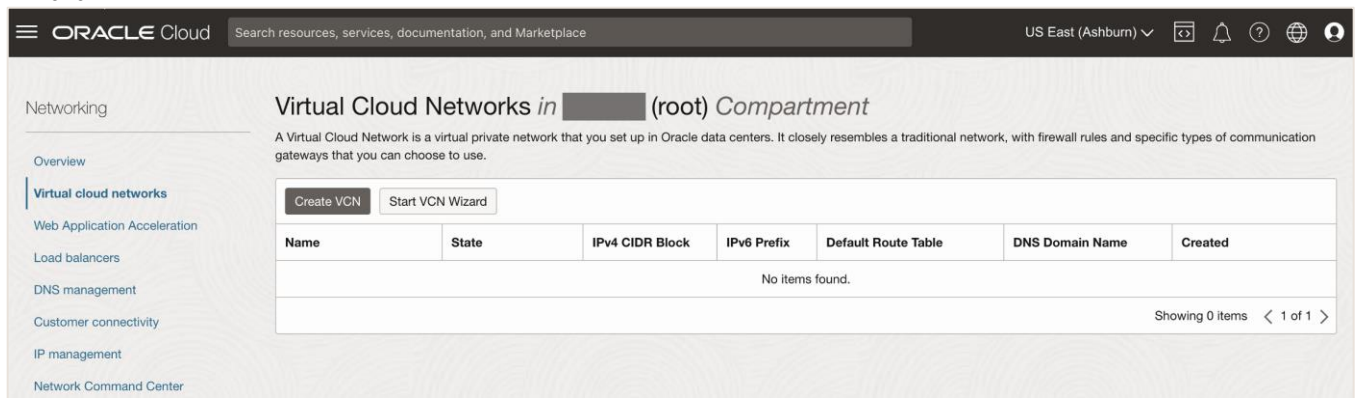 ORACLE Cloud
Search resources, services, documentation, and Marketplace
US East (Ashburn)
Networking
Overview
Virtual cloud networks
Web Application Acceleration
Load balancers
DNS management
Customer connectivity
IP management
Network Command Center
Virtual Cloud Networks in (root) Compartment
A Virtual Cloud Network is a virtual private network that you set up in Oracle data centers. It closely resembles a traditional network, with firewall rules and specific types of communication
gateways that you can choose to use.
Create VCN Start VCN Wizard
Name State IPv4 CIDR Block IPv6 Prefix Default Route Table DNS Domain Name Created
No items found.
Showing 0 items < 1 of 1 >